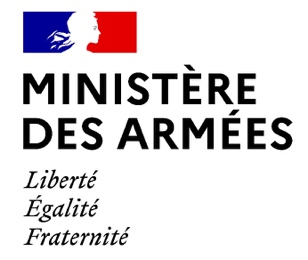 MINISTÈRE
DES ARMÉES
Liberté
Égalité
Fraternité